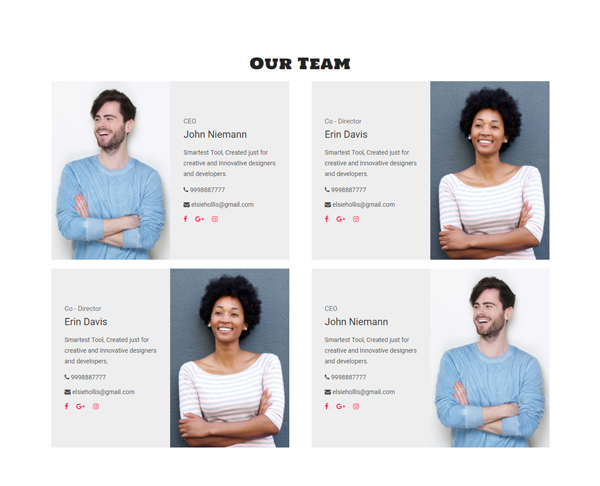 Our Team
CEO
John Niemann
Smartest Tool, Created just for
creative and Innovative designers
and developers.
9998887777
elsiehollis@gmail.com
Co - Director
Erin Davis
Smartest Tool, Created just for
creative and Innovative designers
and developers.
9998887777
elsiehollis@gmail.com
Co - Director
Erin Davis
Smartest Tool, Created just for
creative and Innovative designers
and developers.
9998887777
elsiehollis@gmail.com
CEO
John Niemann
Smartest Tool, Created just for
creative and Innovative designers
and developers.
9998887777
elsiehollis@gmail.com